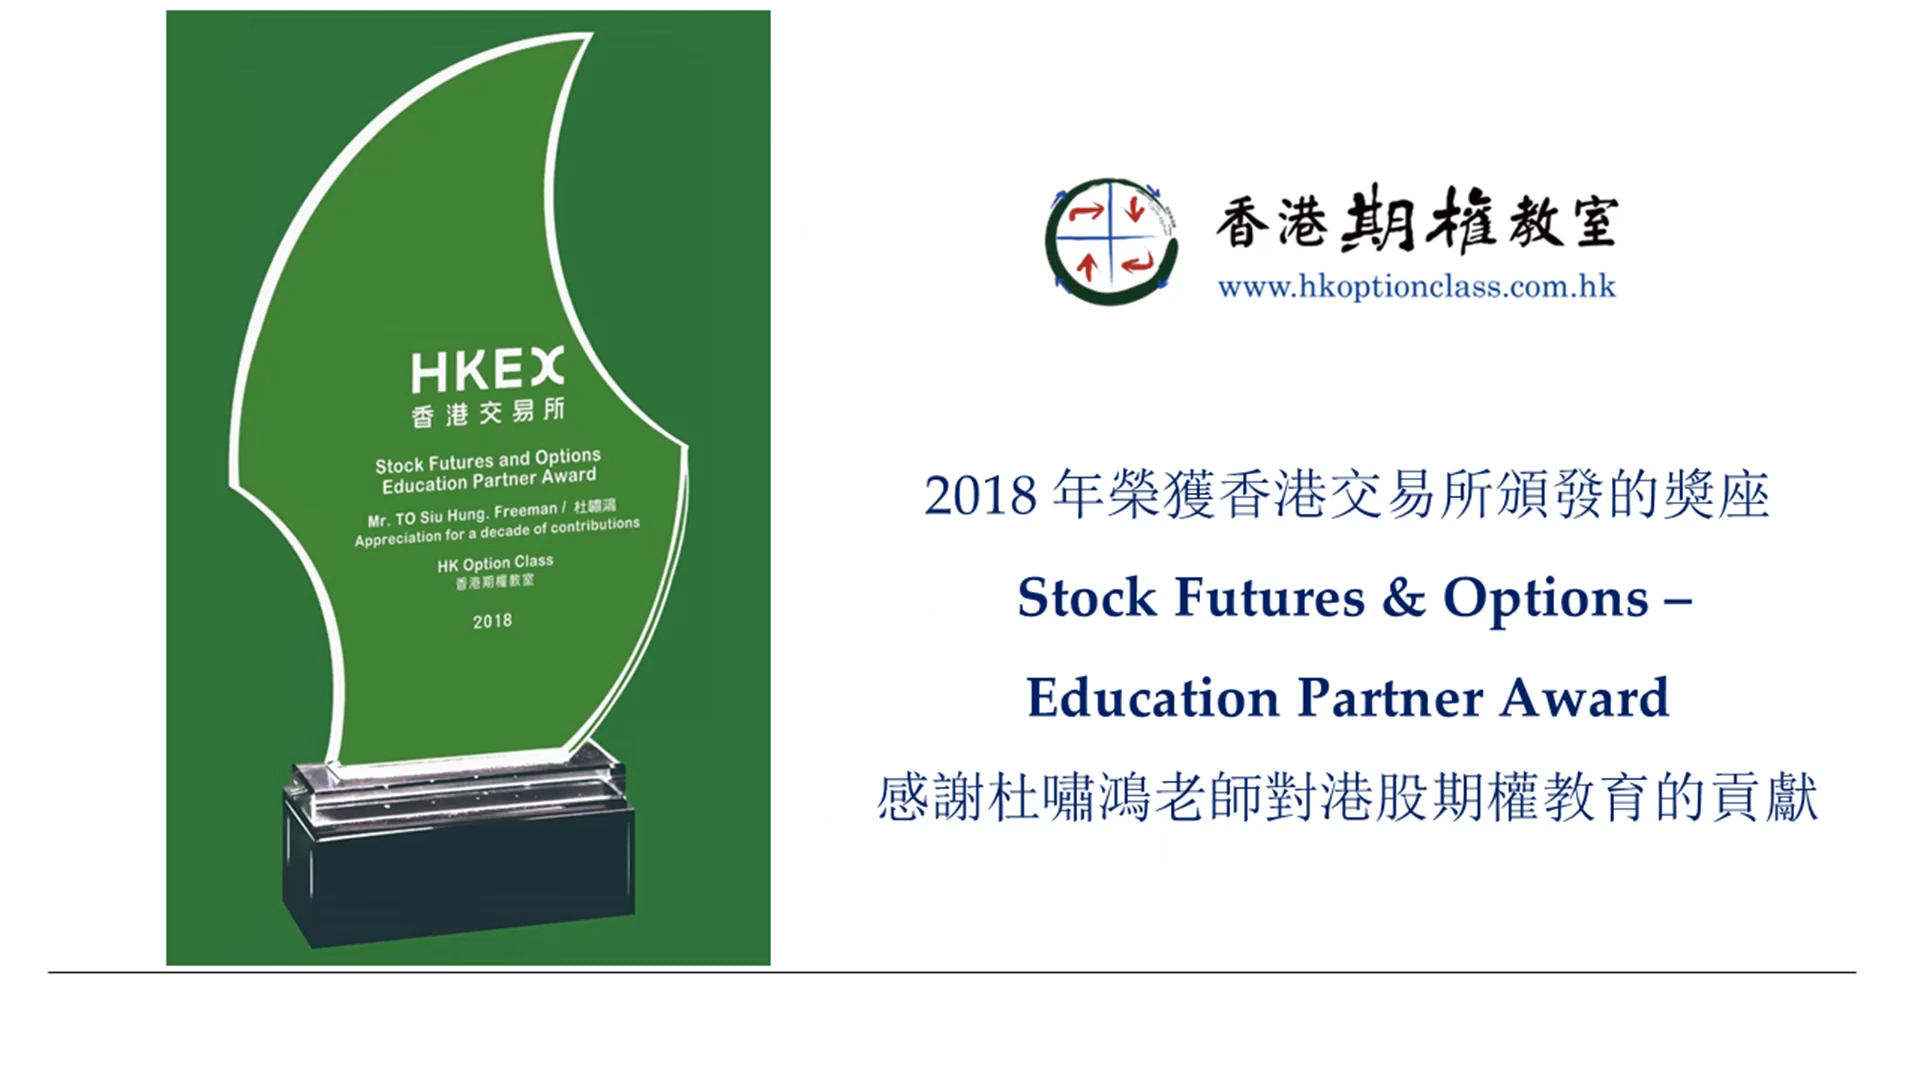 HKEX
香港交易所
Stock Futures and Options
Education Partner Award
Mr. TO Siu Hung. Freeman / 杜嘯鴻
Appreciation for a decade of contributions
HK Option Class
香港期權教室
2018
香港期權教室
www.hkoptionclass.com.hk
2018 年榮獲香港交易所頒發的獎座
Stock Futures & Options –
Education Partner Award
感謝杜嘯鴻老師對港股期權教育的貢獻